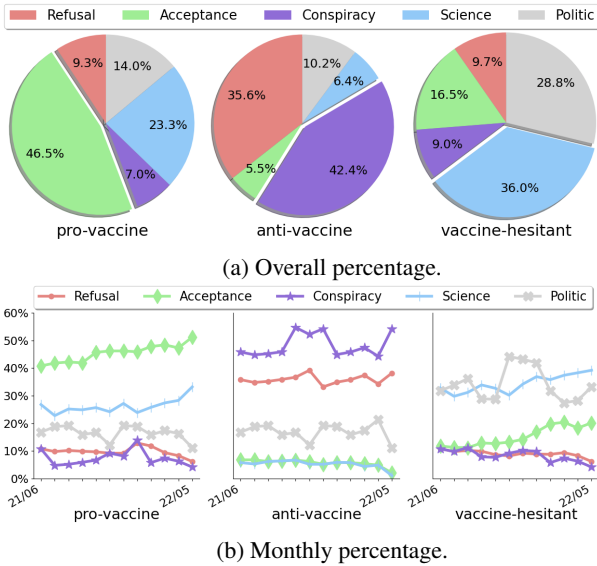 Refusal Acceptance Conspiracy Science Politic
9.3% 14.0% 23.3% 7.0% 46.5%
35.6% 10.2% 6.4% 42.4% 5.5%
9.7% 28.8% 36.0% 9.0% 16.5%
pro-vaccine anti-vaccine vaccine-hesitant
(a) Overall percentage.
Refusal Acceptance Conspiracy Science Politic
60%
50%
40%
30%
20%
10%
0%
21/06 22/05 21/06 22/05 21/06 22/05
pro-vaccine anti-vaccine vaccine-hesitant
(b) Monthly percentage.